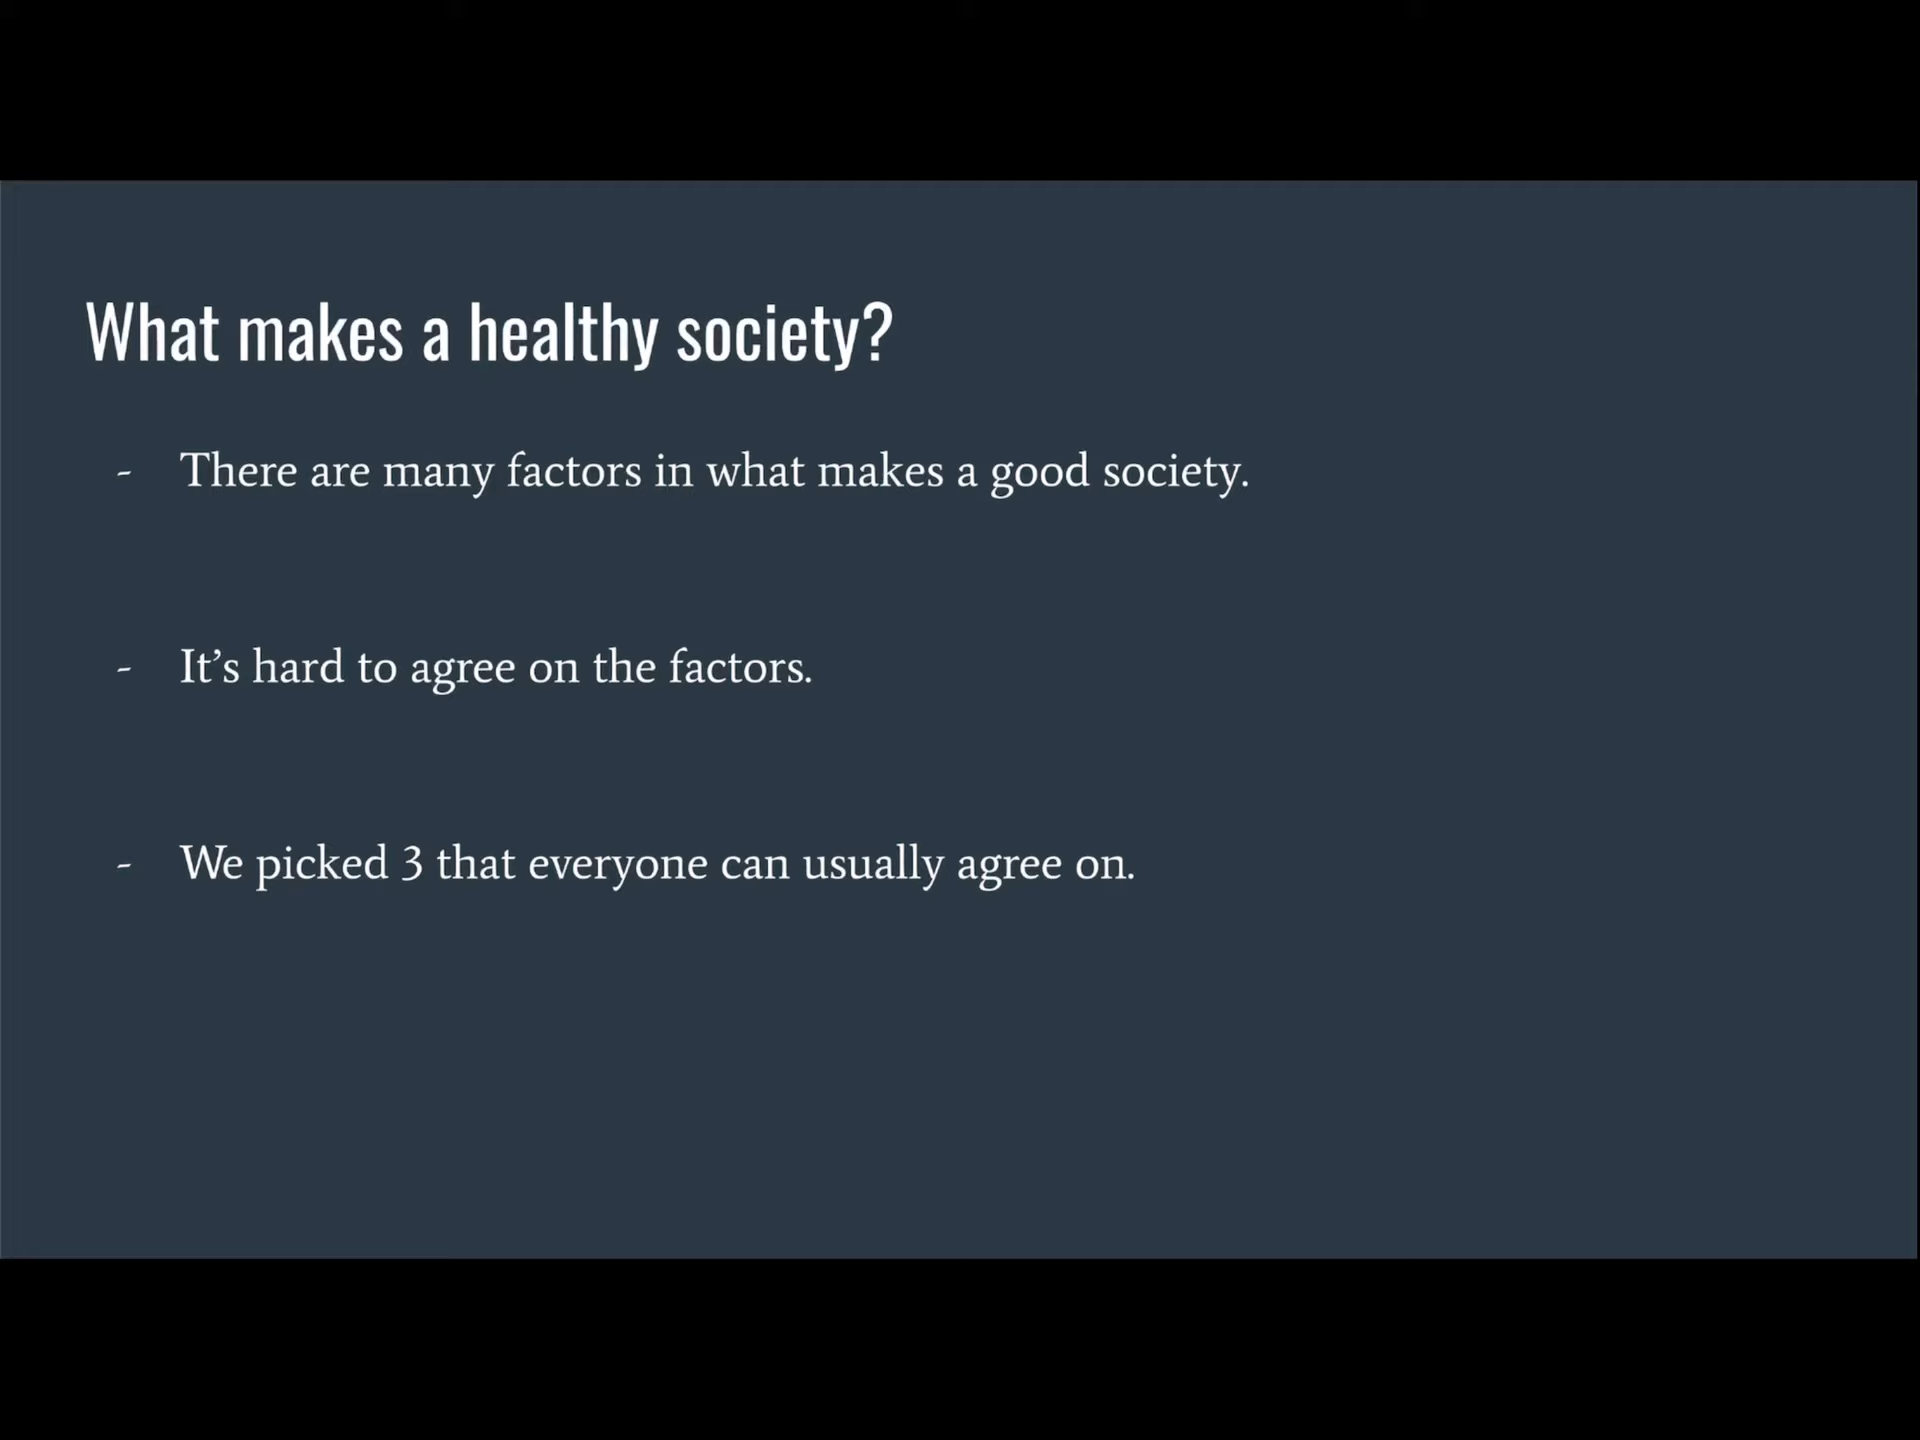 What makes a healthy society?
- There are many factors in what makes a good society.
- It’s hard to agree on the factors.
- We picked 3 that everyone can usually agree on.